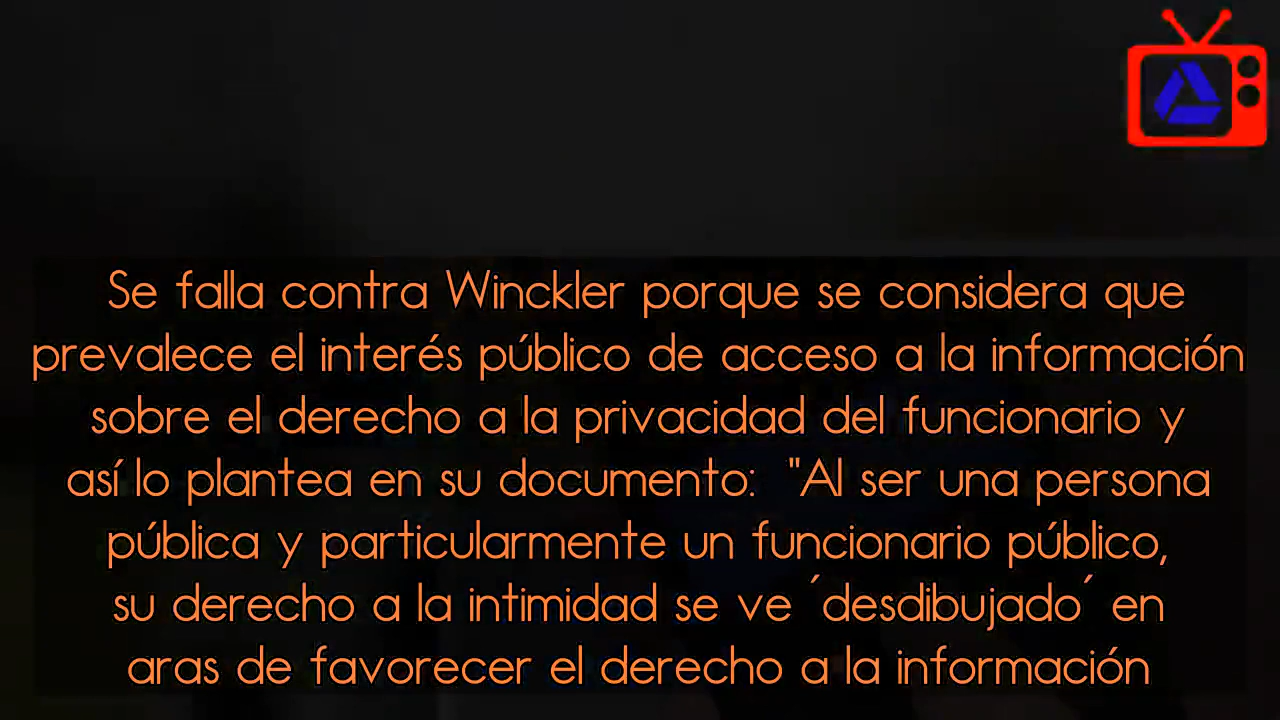 Se falla contra Winckler porque se considera que
prevalece el interés público de acceso a la información
sobre el derecho a la privacidad del funcionario y
así lo plantea en su documento:  "Al ser una persona
pública y particularmente un funcionario público,
su derecho a la intimidad se ve ´desdibujado´ en
aras de favorecer el derecho a la información